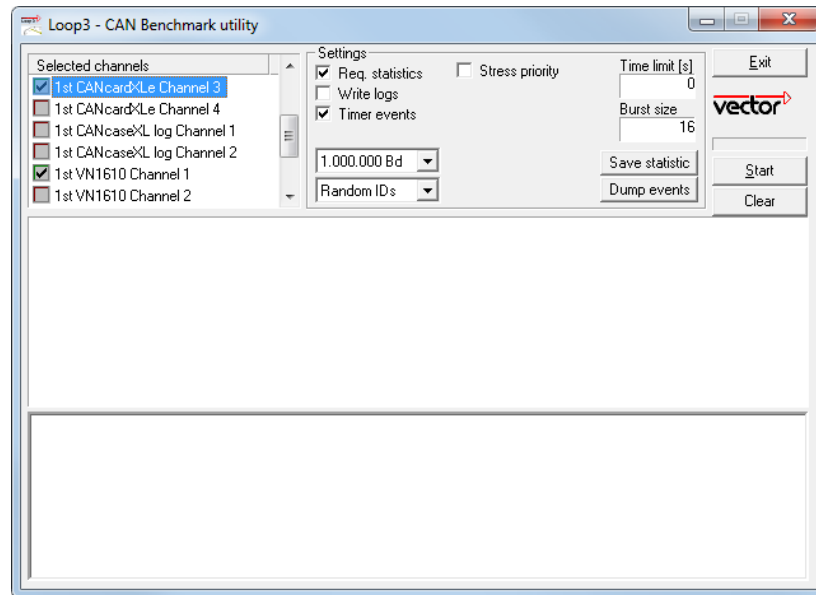 Loop3 - CAN Benchmark utility
Selected channels
1st CANcardXLe Channel 3
1st CANcardXLe Channel 4
1st CANcaseXL log Channel 1
1st CANcaseXL log Channel 2
1st VN1610 Channel 1
1st VN1610 Channel 2
Settings
Req. statistics
Write logs
Timer events
Stress priority
1.000.000 Bd
Random IDs
Time limit [s]
0
Burst size
16
Save statistic
Dump events
Exit
vector
Start
Clear